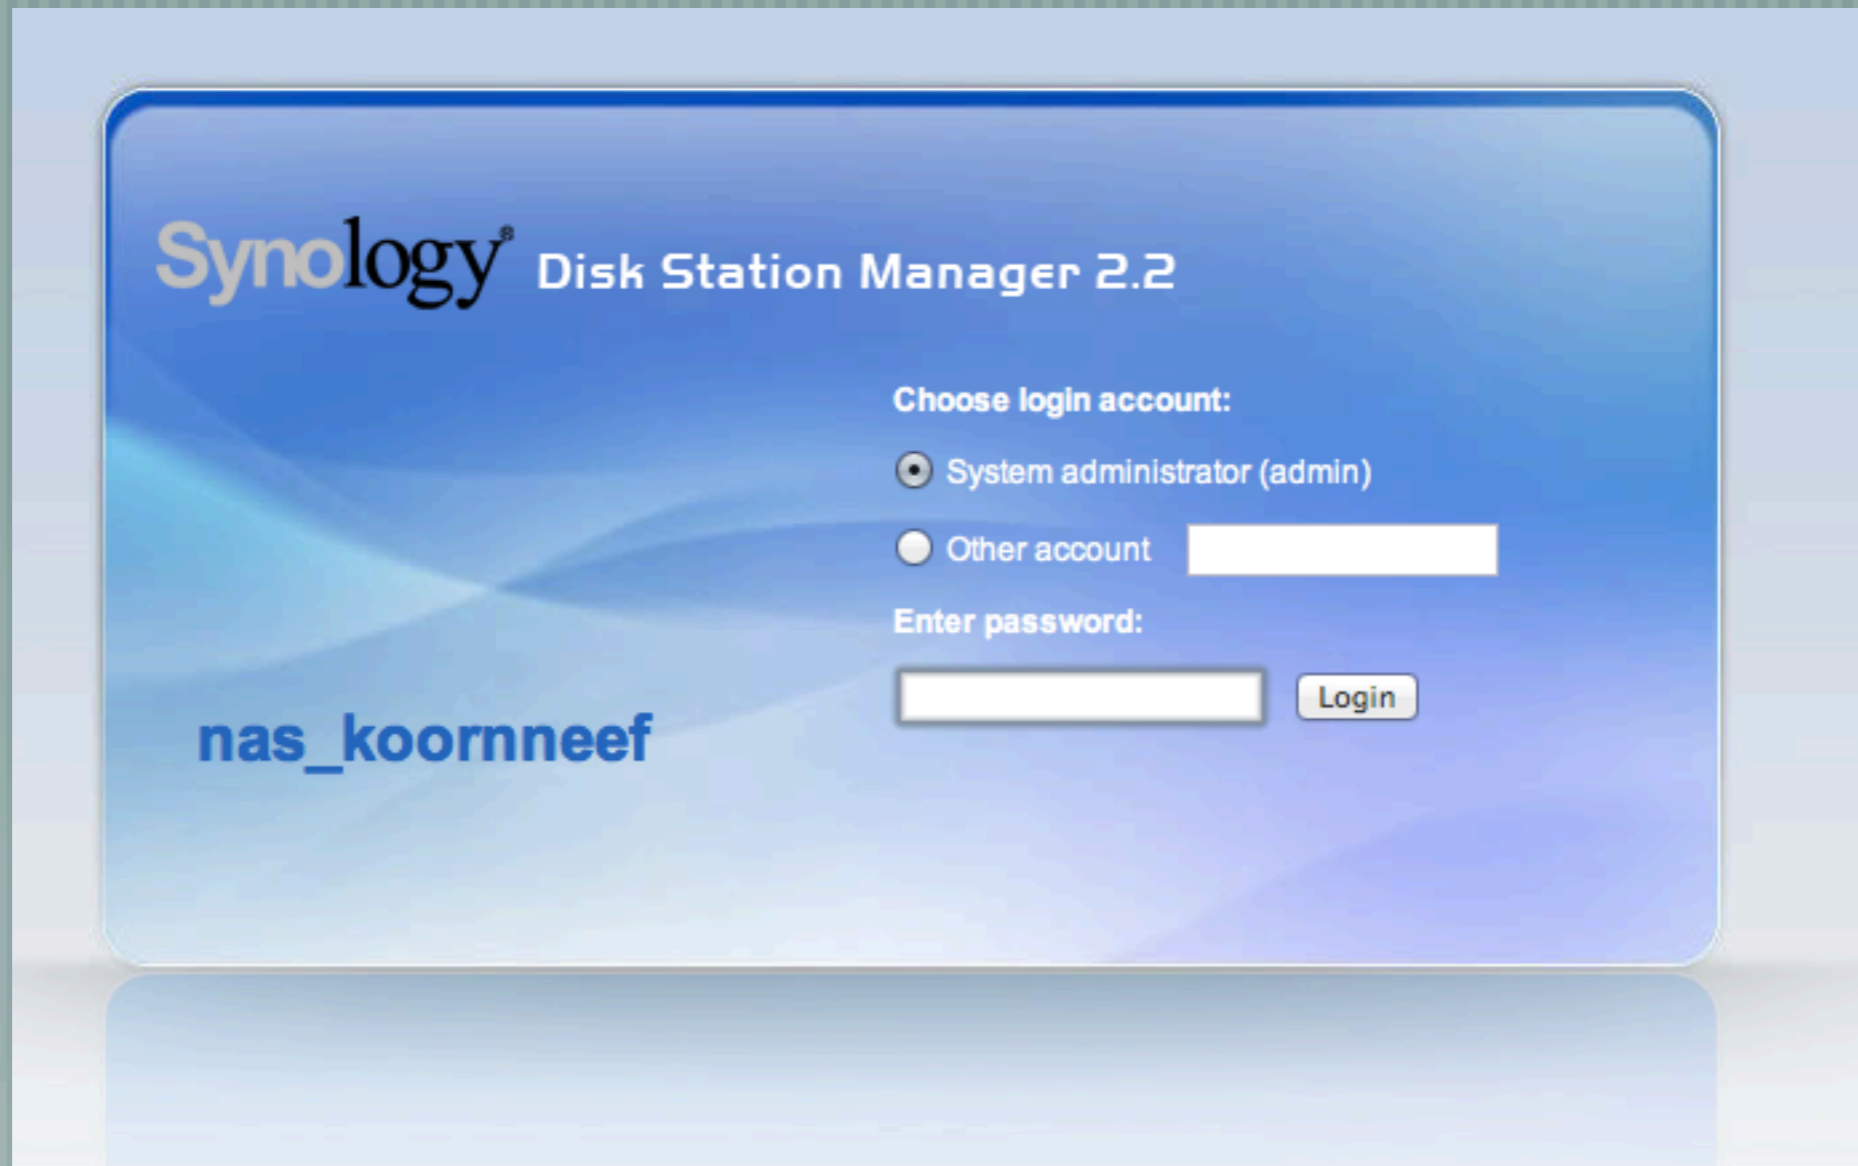 Synology® Disk Station Manager 2.2
Choose login account:
System administrator (admin)
Other account
Enter password:
Login
nas_koornneef